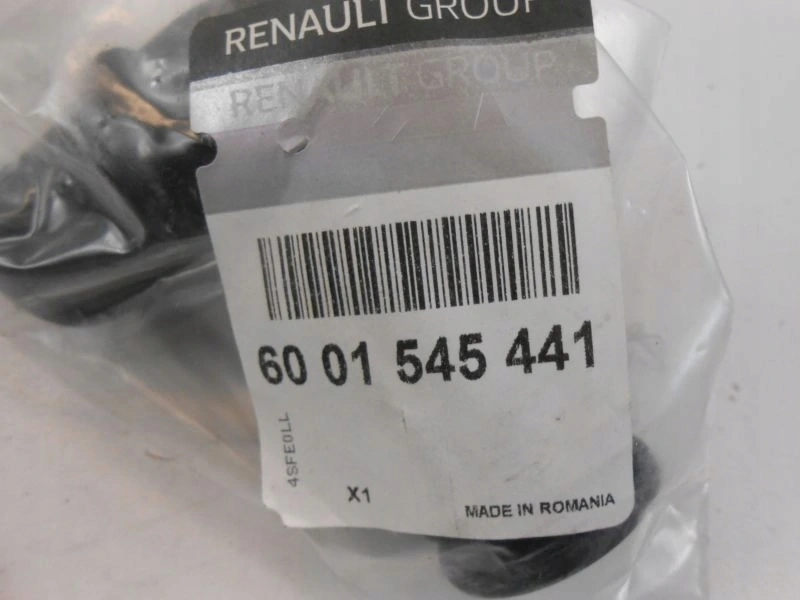 RENAULT GROUP
RENAULT GROUP
60 01 545 441
4SFE0LL
X1
MADE IN ROMANIA